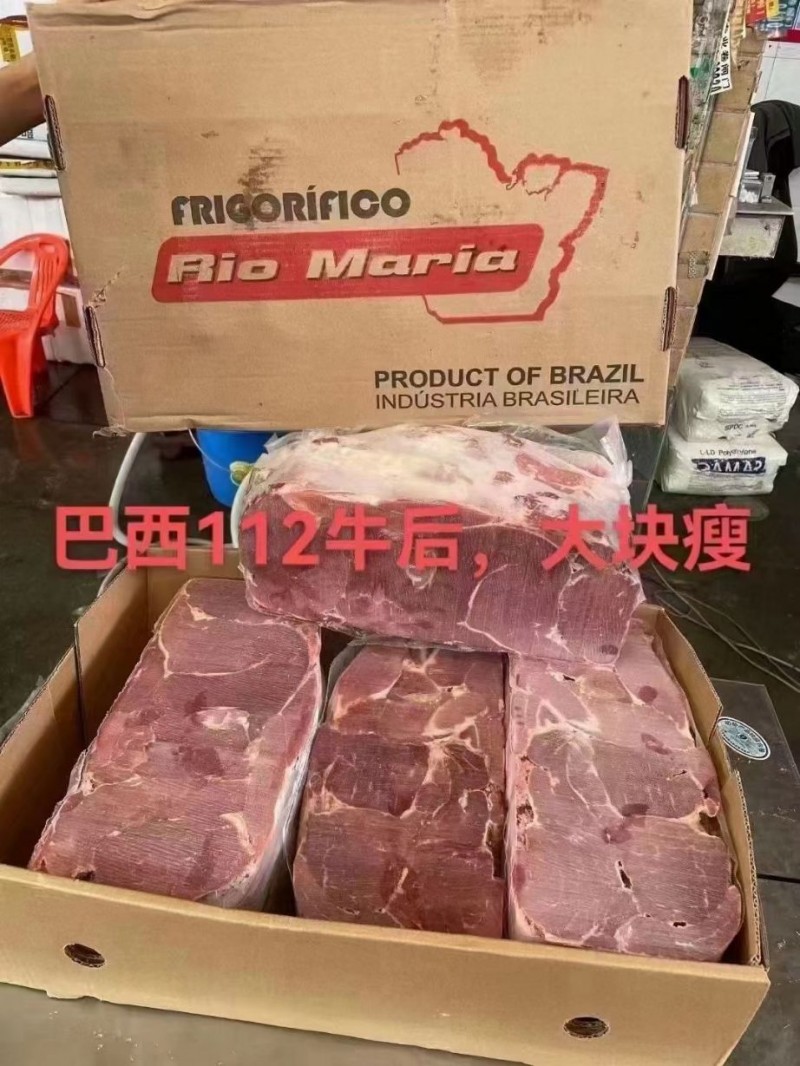 FRIGORÍFICO
Rio Maria
PRODUCT OF BRAZIL
INDÚSTRIA BRASILEIRA
巴西112牛后，大块瘦